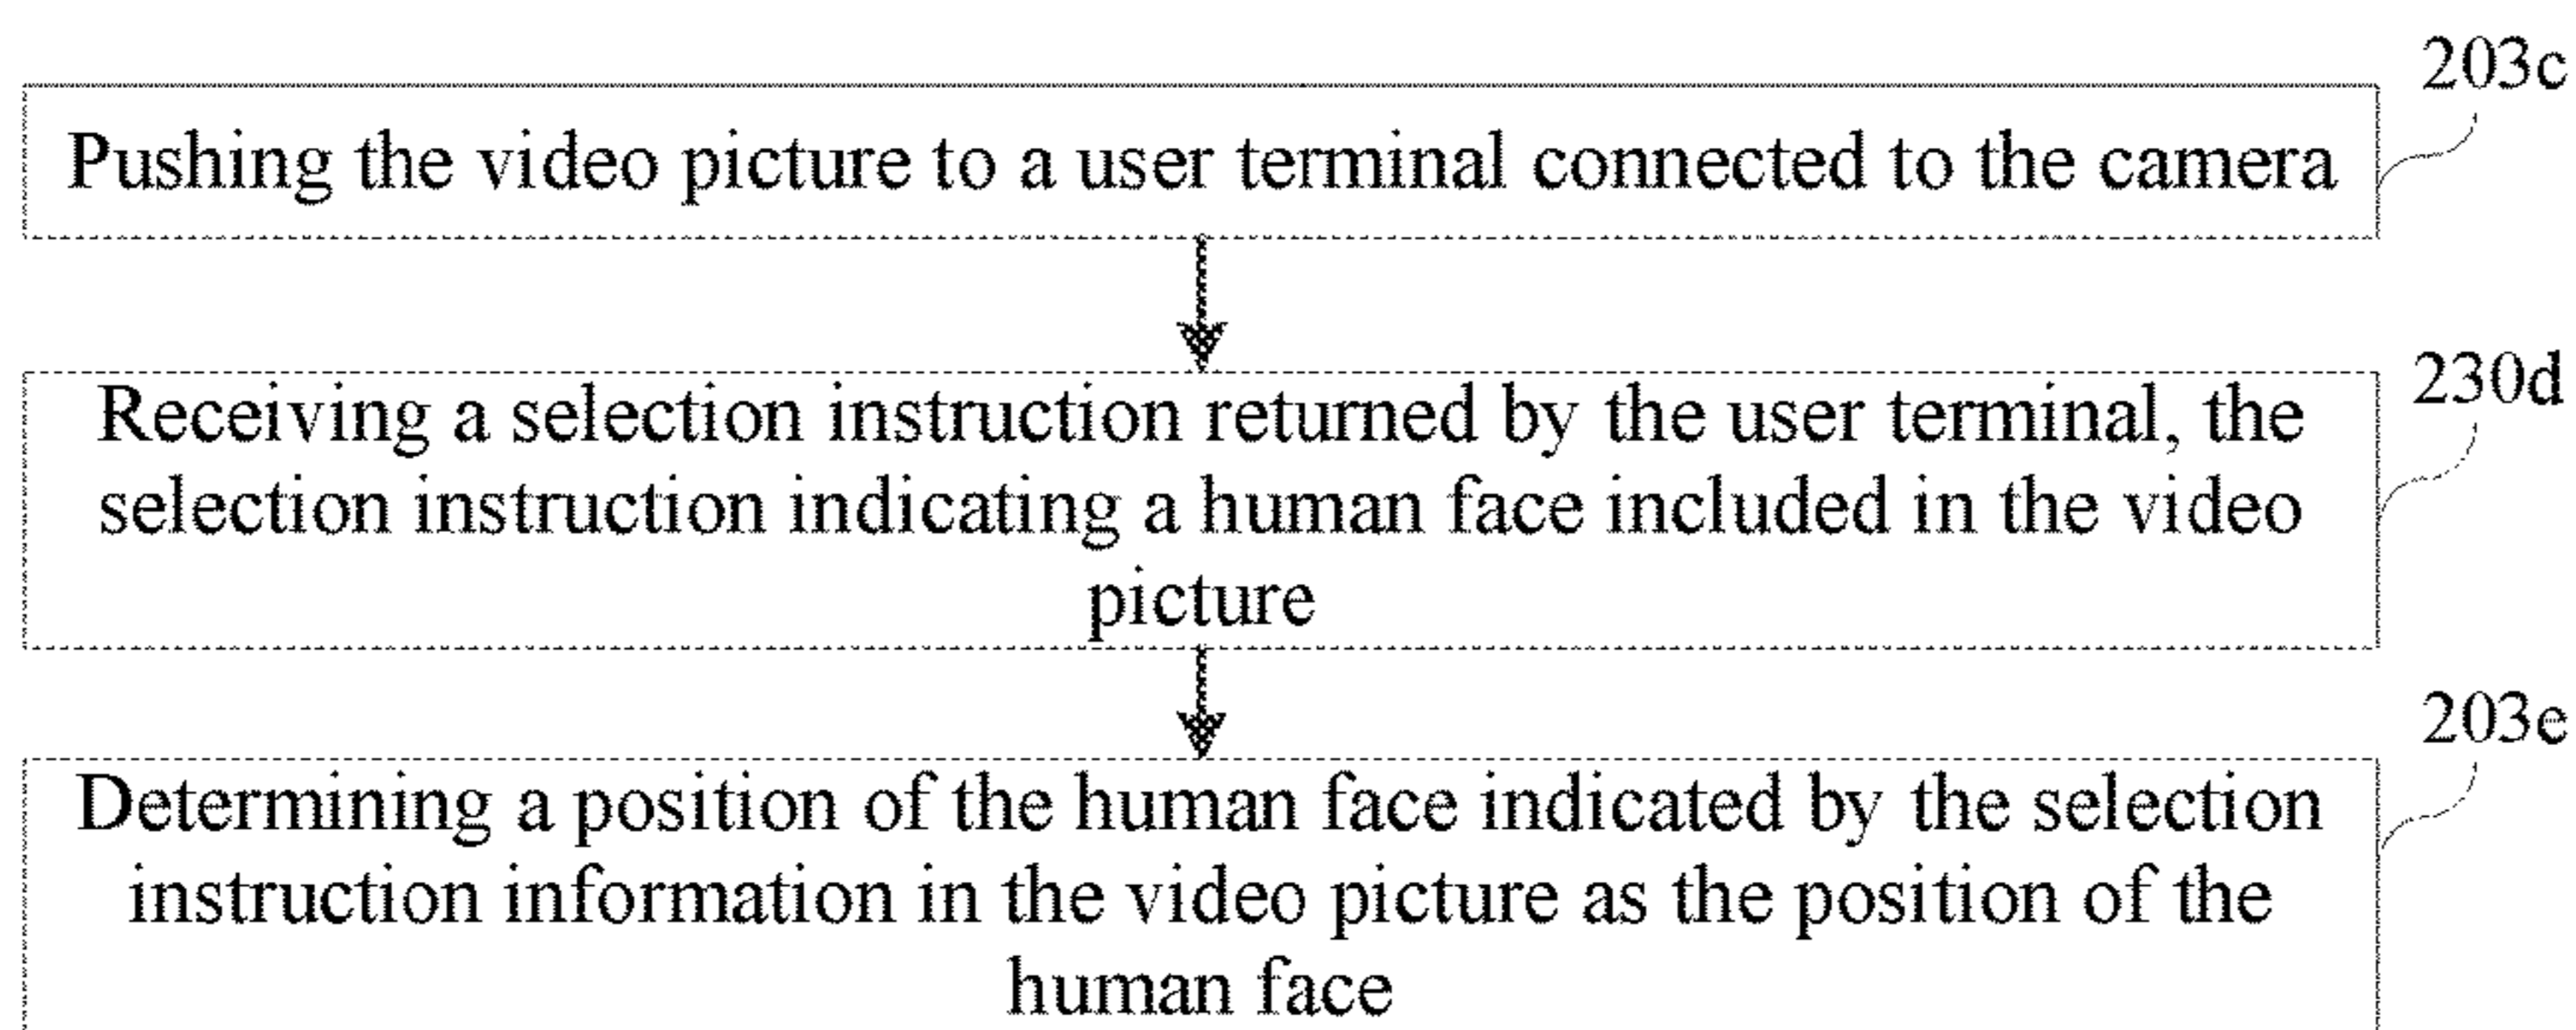 203c
Pushing the video picture to a user terminal connected to the camera
230d
Receiving a selection instruction returned by the user terminal, the
selection instruction indicating a human face included in the video
picture
203e
Determining a position of the human face indicated by the selection
instruction information in the video picture as the position of the
human face